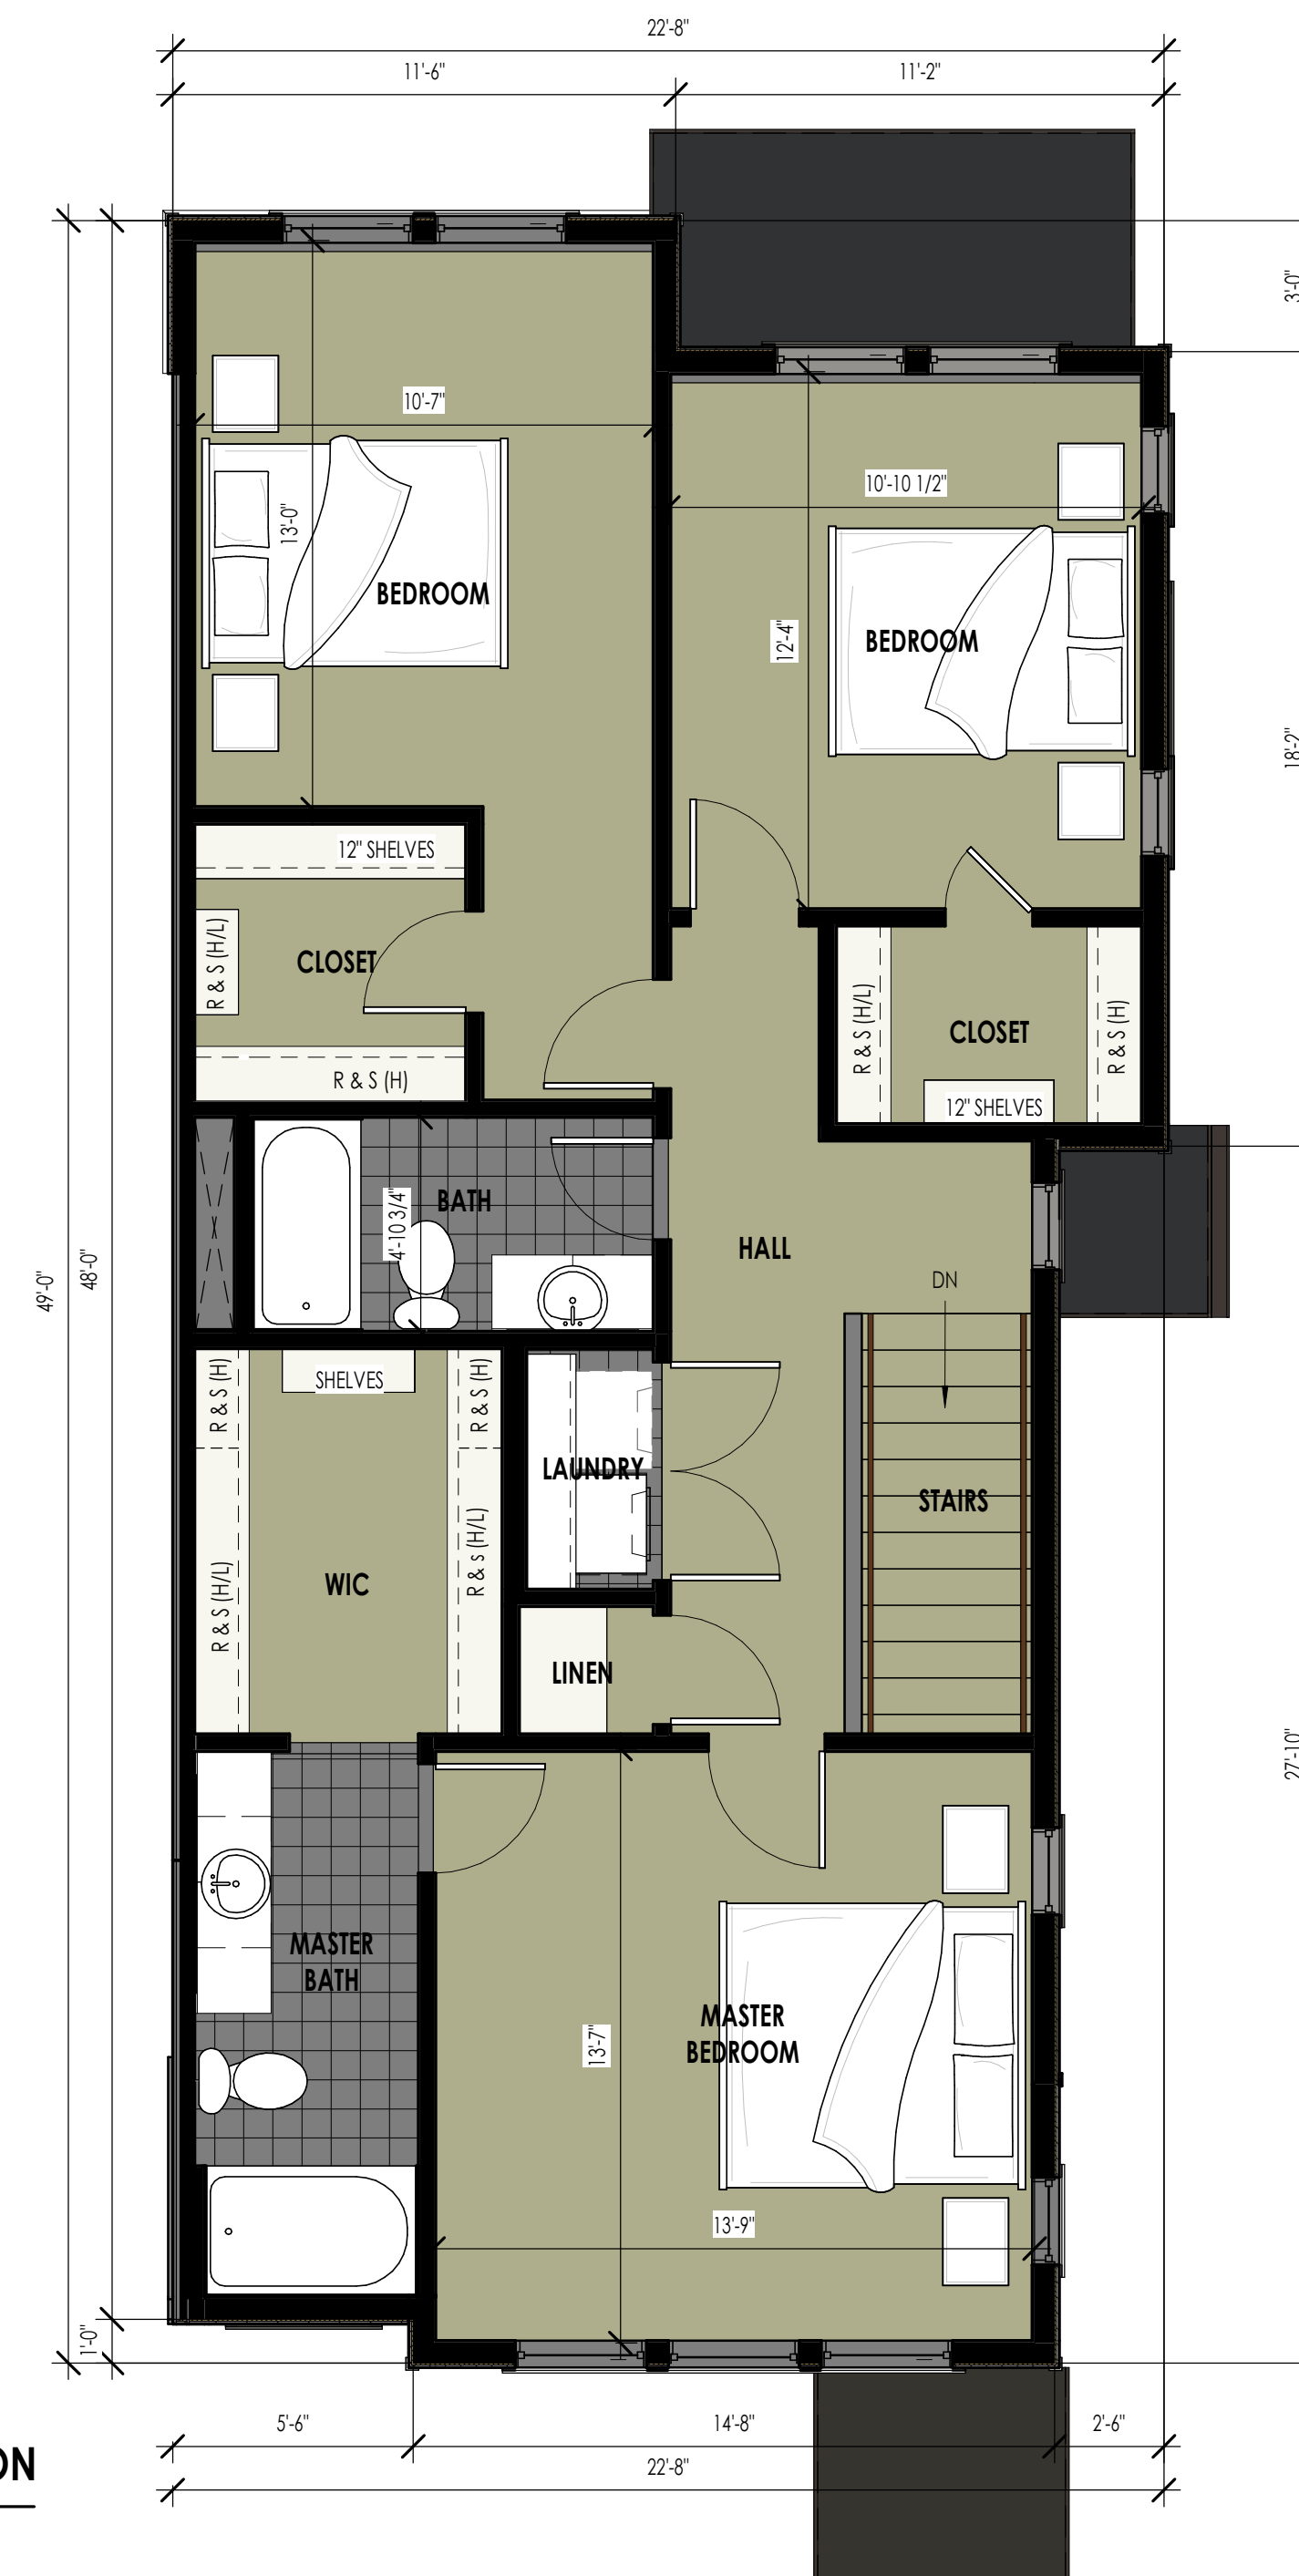 22'-8"
11'-6"
11'-2"
3'-0"
10'-7"
10'-10 1/2"
13'-0"
BEDROOM
12'-4"
BEDROOM
18'-2"
12" SHELVES
R & S (H/L)
CLOSET
R & S (H)
R & S (H/L)
CLOSET
R & S (H)
12" SHELVES
BATH
4'-10 3/4"
HALL
DN
49'-0"
48'-0"
R & S (H)
SHELVES
R & S (H)
LAUNDRY
STAIRS
R & S (H/L)
WIC
R & s (H/L)
LINEN
27'-10"
MASTER
BATH
MASTER
BEDROOM
13'-7"
13'-9"
1'-0"
5'-6"
14'-8"
2'-6"
22'-8"
ON